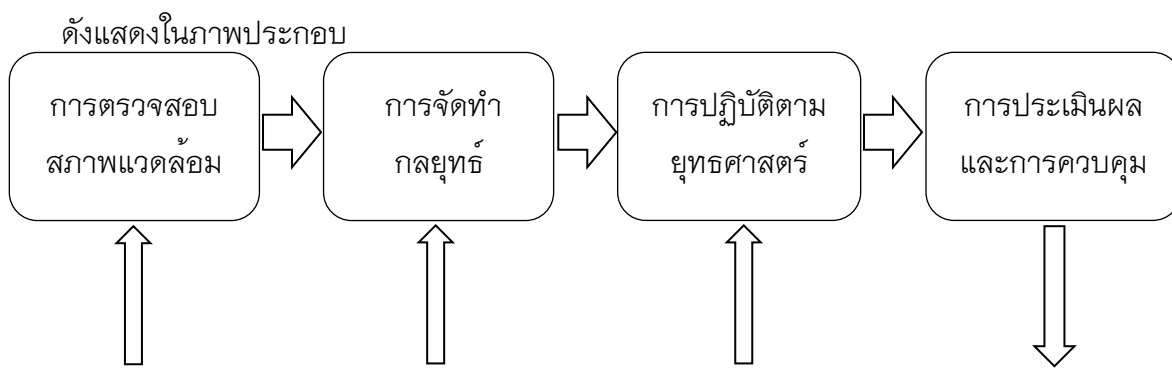 ดังแสดงในภาพประกอบ
การตรวจสอบ
สภาพแวดล้อม
การจัดทำ
กลยุทธ์
การปฏิบัติตาม
ยุทธศาสตร์
การประเมินผล
และการควบคุม